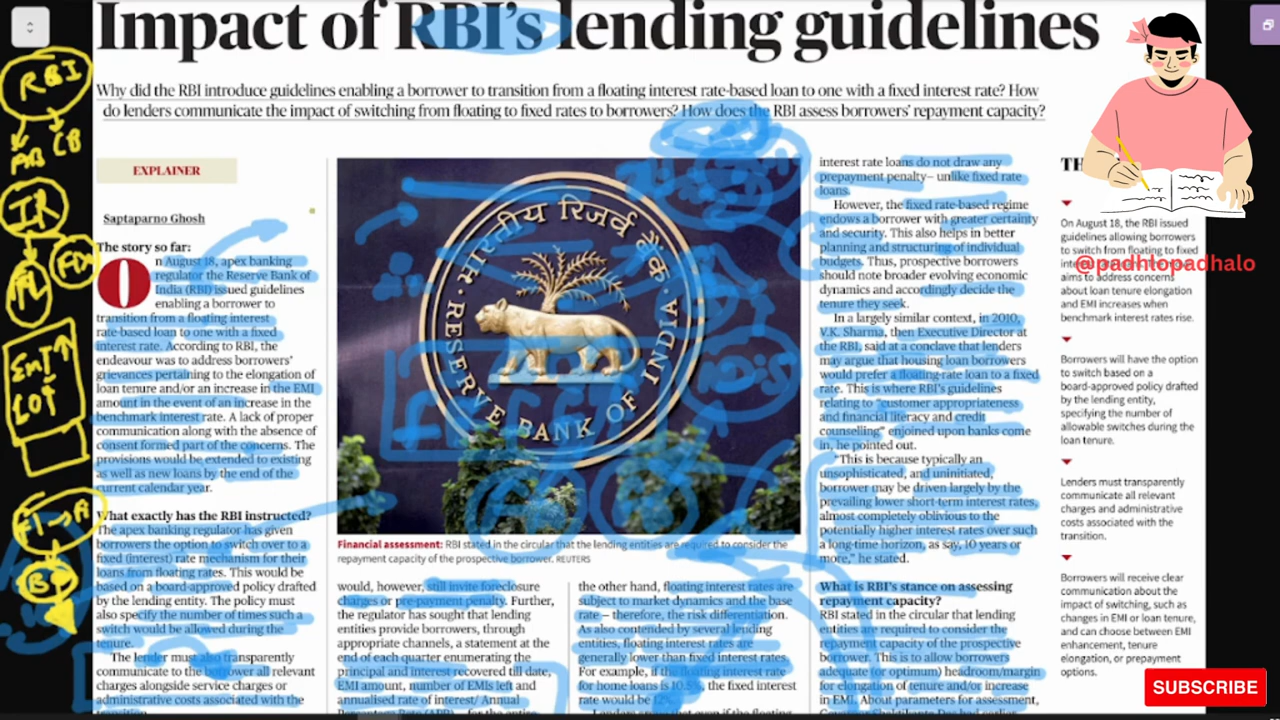 Impact of RBI's lending guidelines
Why did the RBI introduce guidelines enabling a borrower to transition from a floating interest rate-based loan to one with a fixed interest rate? How
do lenders communicate the impact of switching from floating to fixed rates to borrowers? How does the RBI assess borrowers' repayment capacity?
RBI
AB CB
IR
FL
FD
EMI↑
LOT
F1→A
B
EXPLAINER
Saptaparno Ghosh
The story so far:
On August 18, apex banking
regulator the Reserve Bank of
India (RBI) issued guidelines
enabling a borrower to
transition from a floating interest
rate-based loan to one with a fixed
interest rate. According to RBI, the
endeavour was to address borrowers'
grievances pertaining to the elongation of
loan tenure and/or an increase in the EMI
amount in the event of an increase in the
benchmark interest rate. A lack of proper
communication along with the absence of
consent formed part of the concerns. The
provisions would be extended to existing
as well as new loans by the end of the
current calendar year.
What exactly has the RBI instructed?
The apex banking regulator has given
borrowers the option to switch over to a
fixed (interest) rate mechanism for their
loans from floating rates. This would be
based on a board-approved policy drafted
by the lending entity. The policy must
also specify the number of times such a
switch would be allowed during the
tenure.
The lender must also transparently
communicate to the borrower all relevant
charges alongside service charges or
administrative costs associated with the
transition.
भारतीय रिज़र्व बैंक
RESERVE BANK OF INDIA
Financial assessment: RBI stated in the circular that the lending entities are required to consider the
repayment capacity of the prospective borrower. REUTERS
would, however, still invite foreclosure
charges or pre-payment penalty. Further,
the regulator has sought that lending
entities provide borrowers, through
appropriate channels, a statement at the
end of each quarter enumerating the
principal and interest recovered till date,
EMI amount, number of EMIs left and
annualised rate of interest/ Annual
Percentage Rate (APR) for the entire
the other hand, floating interest rates are
subject to market dynamics and the base
rate – therefore, the risk differentiation.
As also contended by several lending
entities, floating interest rates are
generally lower than fixed interest rates.
For example, if the floating interest rate
for home loans is 10.5%, the fixed interest
rate would be 12%.
interest rate loans do not draw any
prepayment penalty– unlike fixed rate
loans.
However, the fixed rate-based regime
endows a borrower with greater certainty
and security. This also helps in better
planning and structuring of individual
budgets. Thus, prospective borrowers
should note broader evolving economic
dynamics and accordingly decide the
tenure they seek.
In a largely similar context, in 2010,
V.K. Sharma, then Executive Director at
the RBI, said at a conclave that lenders
may argue that housing loan borrowers
would prefer a floating-rate loan to a fixed
rate. This is where RBI's guidelines
relating to "customer appropriateness
and financial literacy and credit
counselling" enjoined upon banks come
in, he pointed out.
"This is because typically an
unsophisticated, and uninitiated,
borrower may be driven largely by the
prevailing lower short-term interest rates,
almost completely oblivious to the
potentially higher interest rates over such
a long-time horizon, as say, 10 years or
more," he stated.
What is RBI's stance on assessing
repayment capacity?
RBI stated in the circular that lending
entities are required to consider the
repayment capacity of the prospective
borrower. This is to allow borrowers
adequate (or optimum) headroom/margin
for elongation of tenure and/or increase
in EMI. About parameters for assessment,
Governor Shaktikanta Das had earlier
TH
On August 18, the RBI issued
guidelines allowing borrowers
to switch from floating to fixed
aims to address concerns
about loan tenure elongation
and EMI increases when
benchmark interest rates rise.
Borrowers will have the option
to switch based on a
board-approved policy drafted
by the lending entity,
specifying the number of
allowable switches during the
loan tenure.
Lenders must transparently
communicate all relevant
charges and administrative
costs associated with the
transition.
Borrowers will receive clear
communication about the
impact of switching, such as
changes in EMI or loan tenure,
and can choose between EMI
enhancement, tenure
elongation, or prepayment
options.
@padhlopadhalo
SUBSCRIBE